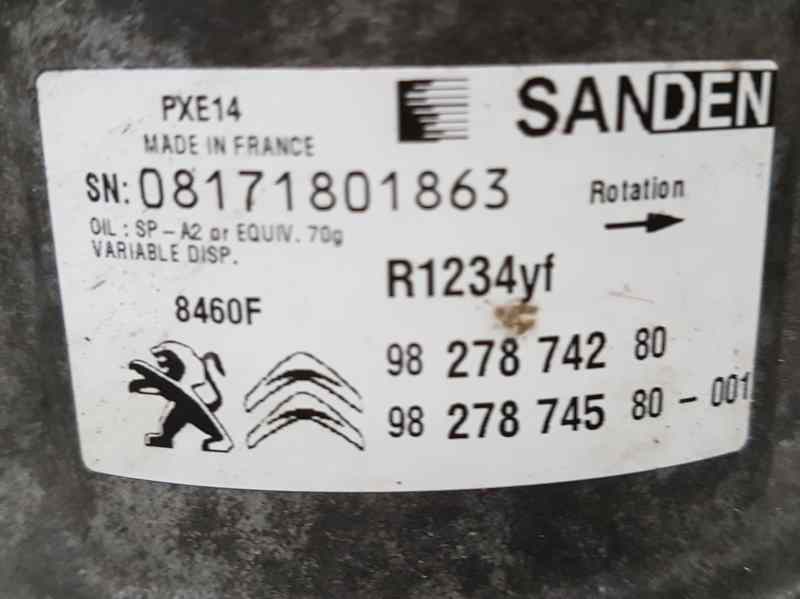 PXE14
SANDEN
MADE IN FRANCE
SN: 08171801863
Rotation
OIL : SP-A2 or EQUIV. 70g
VARIABLE DISP.
R1234yf
8460F
98 278 742 80
98 278 745 80-001